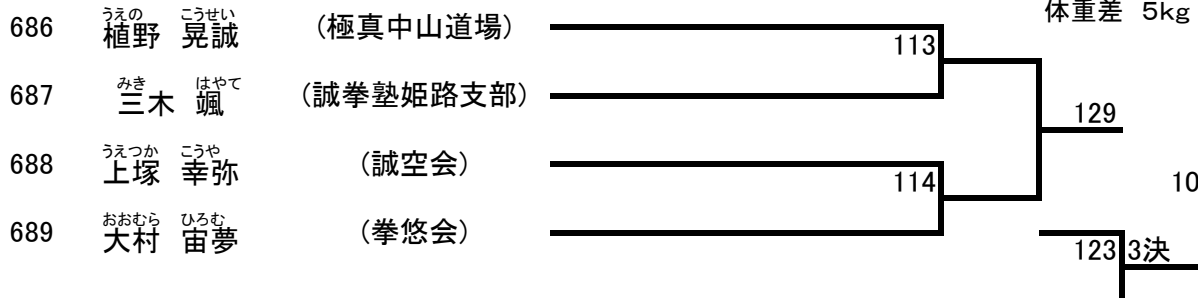 体重差 5kg
うえの こうせい
686 植野 晃誠 (極真中山道場)
113
みき はやて
687 三木 颯 (誠拳塾姫路支部)
129
うえつか こうや
688 上塚 幸弥 (誠空会)
114
10
おおむら ひろむ
689 大村 宙夢 (拳悠会)
123 3決